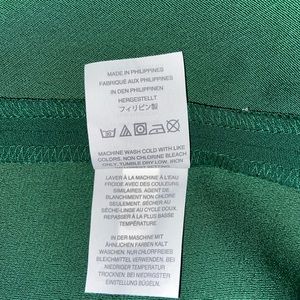 MADE IN PHILIPPINES
FABRIQUÉ AUX PHILIPPINES
IN DEN PHILIPPINEN
HERGESTELLT
フィリピン製
MACHINE WASH COLD WITH LIKE
COLORS, NON CHLORINE BLEACH
ONLY, TUMBLE DRY LOW, IRON
LAVER À LA MACHINE À L'EAU
FROIDE AVEC DES COULEURS
SIMILAIRES, AGENT DE
BLANCHIMENT NON CHLORÉ
SEULEMENT, SÉCHER AU
SÈCHE-LINGE AU CYCLE DOUX,
REPASSER À LA PLUS COURTE
DURÉE
IN DER MASCHINE MIT
ÄHNLICHEN FARBEN KALT
WASCHEN, NUR CHLORFREIES
BLEICHMITTEL VERWENDEN, BEI
NIEDRIGER TEMPERATUR
TROCKNEN, BEI NIEDRIGSTER
EINSTELLUNG BÜGELN